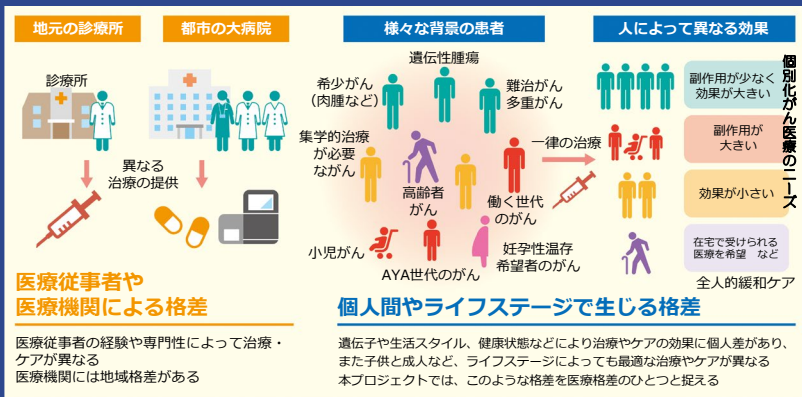 地元の診療所
都市の大病院
診療所
異なる
治療の提供
医療従事者や
医療機関による格差
医療従事者の経験や専門性によって治療・
ケアが異なる
医療機関には地域格差がある
様々な背景の患者
遺伝性腫瘍
希少がん
(肉腫など)
難治がん
多重がん
集学的治療
が必要
ながん
高齢者
がん
働く世代
のがん
小児がん
AYA世代のがん
妊孕性温存
希望者のがん
一律の治療
人によって異なる効果
副作用が少なく
効果が大きい
副作用が
大きい
効果が小さい
在宅で受けられる
医療を希望 など
全人的緩和ケア
個別化がん医療のニーズ
個人間やライフステージで生じる格差
遺伝子や生活スタイル、健康状態などにより治療やケアの効果に個人差があり、
また子供と成人など、ライフステージによっても最適な治療やケアが異なる
本プロジェクトでは、このような格差を医療格差のひとつと捉える